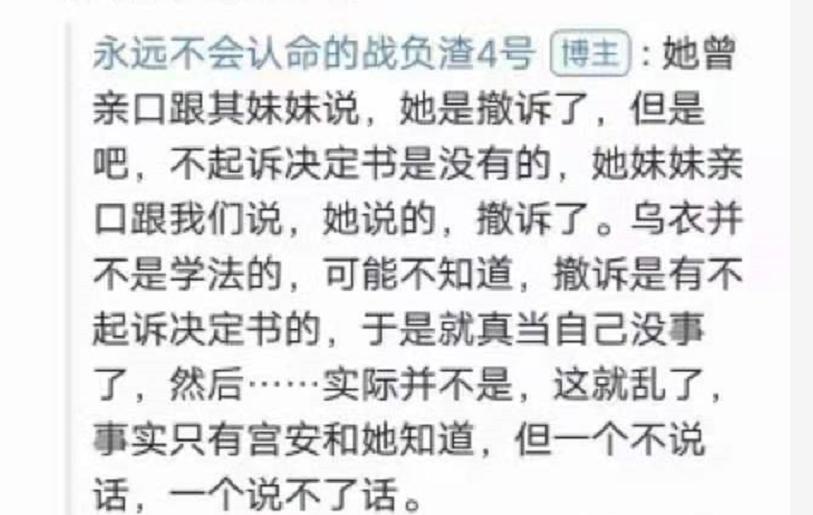 永远不会认命的战负渣4号 博主：她曾
亲口跟其妹妹说，她是撤诉了，但是
吧，不起诉决定书是没有的，她妹妹亲
口跟我们说，她说的，撤诉了。乌衣并
不是学法的，可能不知道，撤诉是有不
起诉决定书的，于是就真当自己没事
了，然后……实际并不是，这就乱了，
事实只有宫安和她知道，但一个不说
话，一个说不了话。